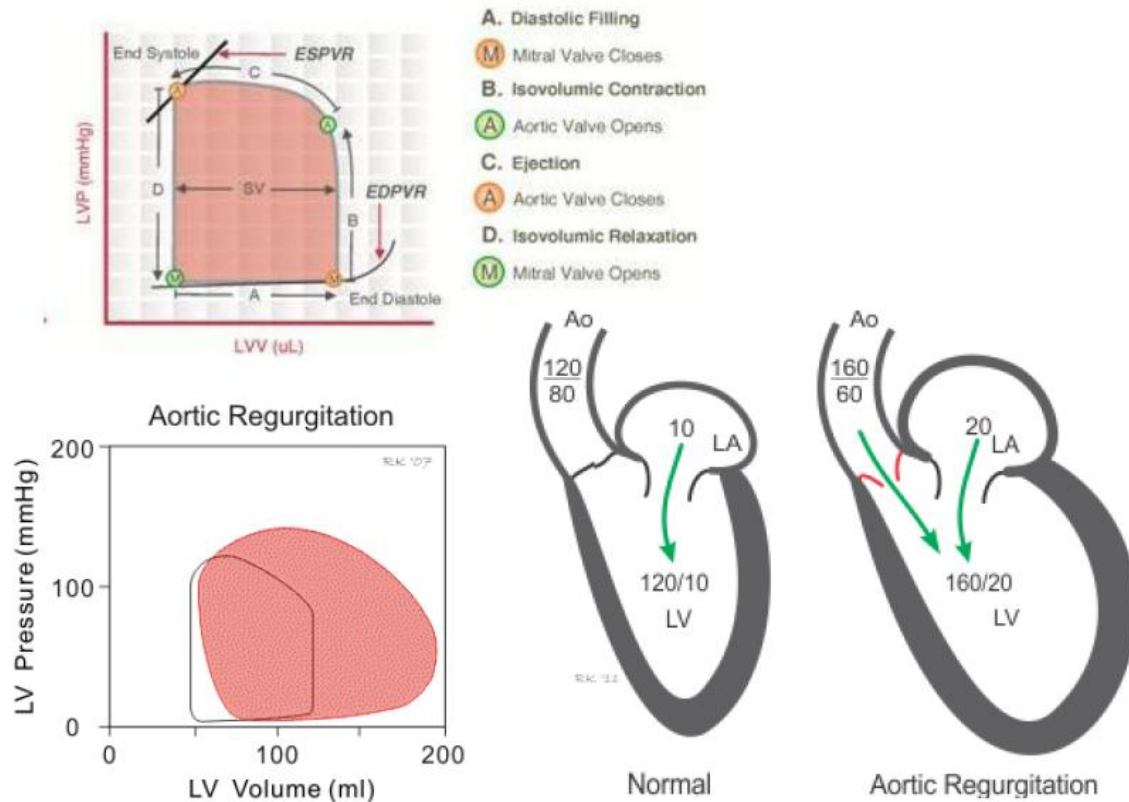 End Systole
ESPVR
C
A
A
D
SV
EDPVR
B
M
M
A
End Diastole
LVP (mmHg)
LVV (uL)
A. Diastolic Filling
M Mitral Valve Closes
B. Isovolumic Contraction
A Aortic Valve Opens
C. Ejection
A Aortic Valve Closes
D. Isovolumic Relaxation
M Mitral Valve Opens
Aortic Regurgitation
LV Pressure (mmHg)
200
100
0
RK '07
0
100
200
LV Volume (ml)
Ao
120
80
10
LA
120/10
LV
Normal
Ao
160
60
20
LA
160/20
LV
Aortic Regurgitation